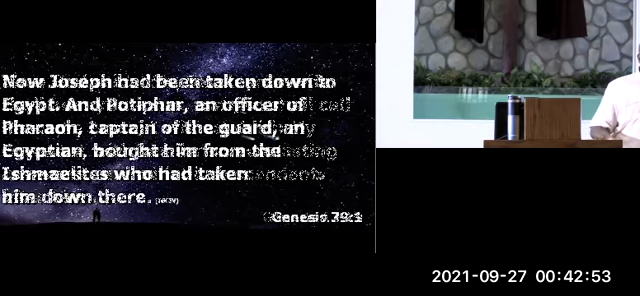 Now Joseph had been taken down to
Egypt. And Potiphar, an officer of
Pharaoh, captain of the guard, an
Egyptian, bought him from the
Ishmaelites who had taken
him down there. (NKJV)
Genesis
2021-09-27 00:42:53